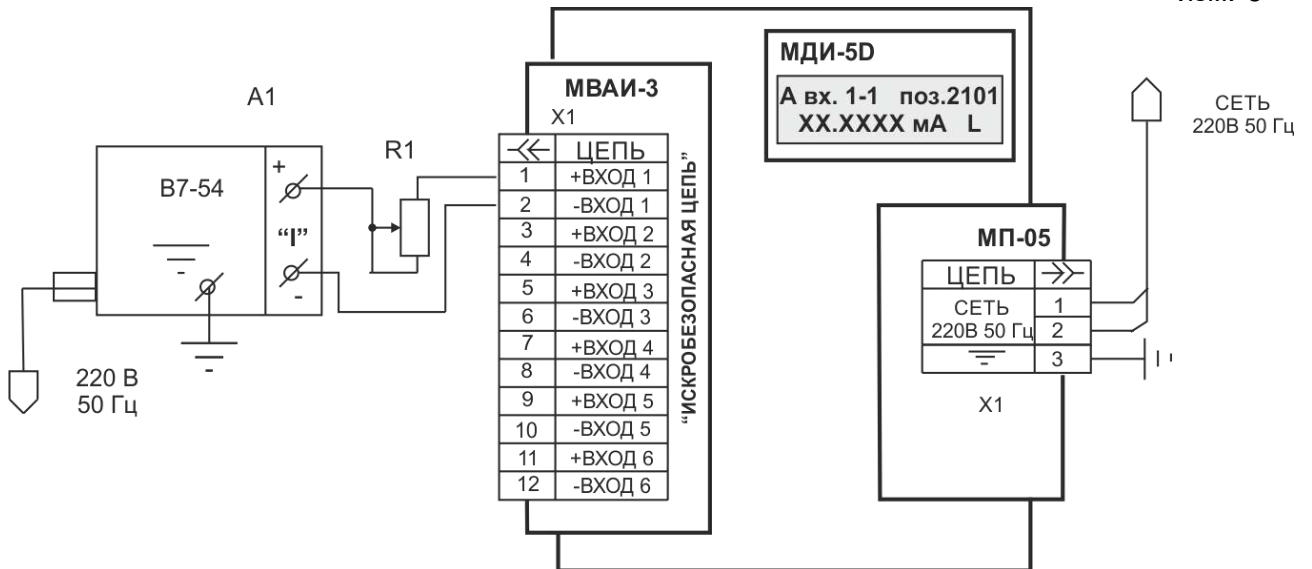 МДИ-5D
А вх. 1-1 поз.2101
XX.XXXX мА L
СЕТЬ
220В 50 Гц
A1
В7-54
+
“I”
-
220 В
50 Гц
R1
МВАИ-3
X1
ЦЕПЬ
1 +ВХОД 1
2 -ВХОД 1
3 +ВХОД 2
4 -ВХОД 2
5 +ВХОД 3
6 -ВХОД 3
7 +ВХОД 4
8 -ВХОД 4
9 +ВХОД 5
10 -ВХОД 5
11 +ВХОД 6
12 -ВХОД 6
“ИСКРОБЕЗОПАСНАЯ ЦЕПЬ”
МП-05
ЦЕПЬ
СЕТЬ 1
220В 50 Гц 2
3
X1